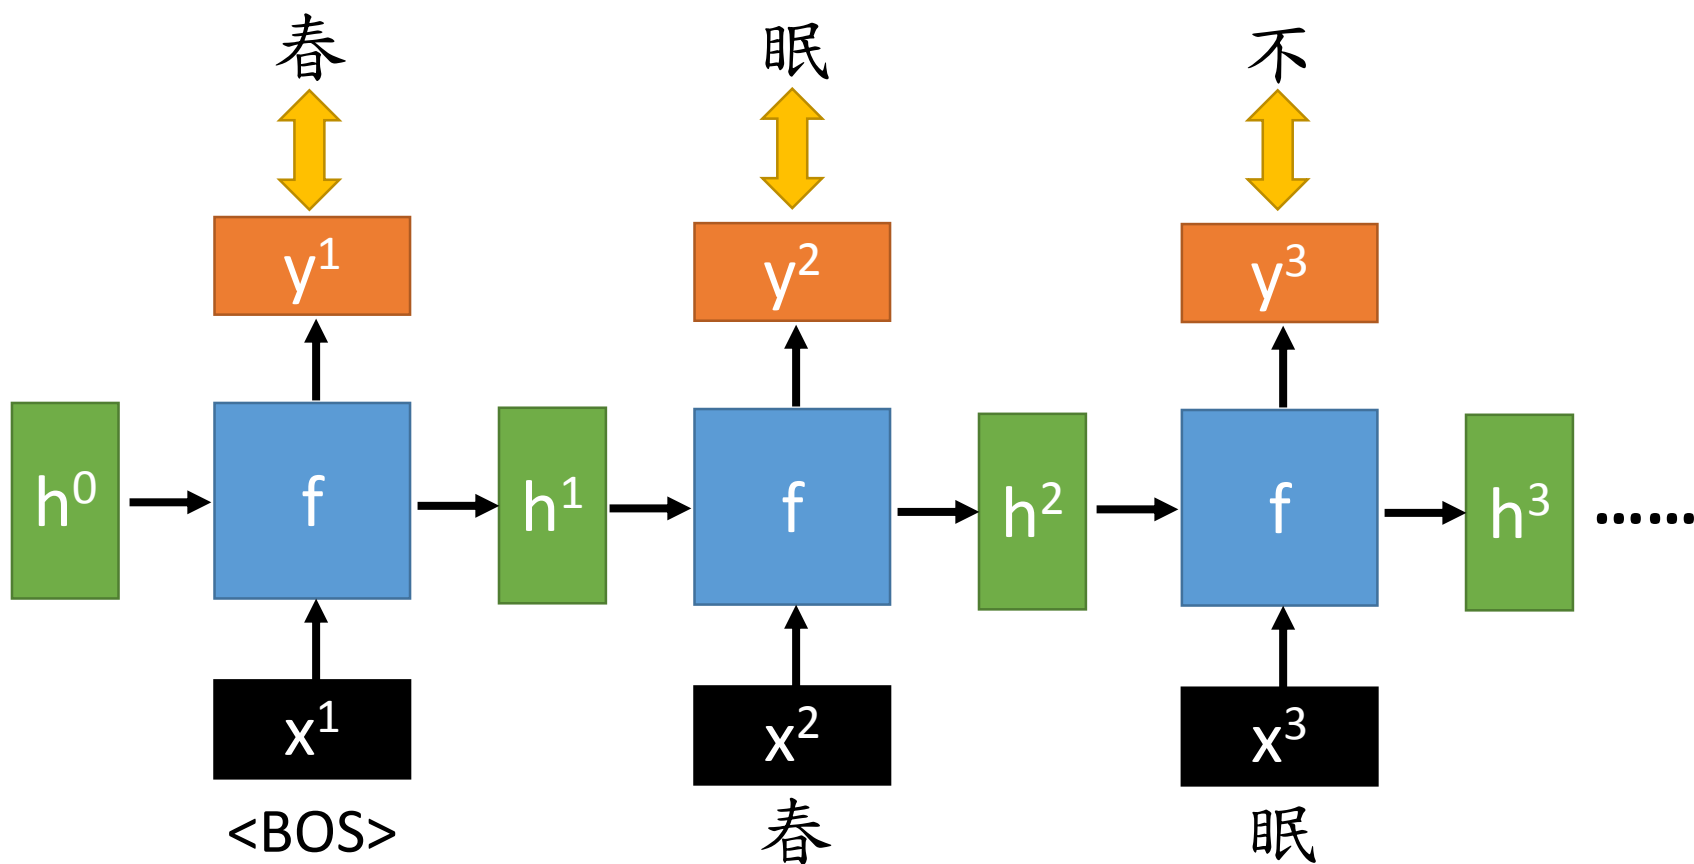 春 眠 不
y¹ y² y³
h⁰ f h¹ f h² f h³ ......
x¹ x² x³
<BOS> 春 眠